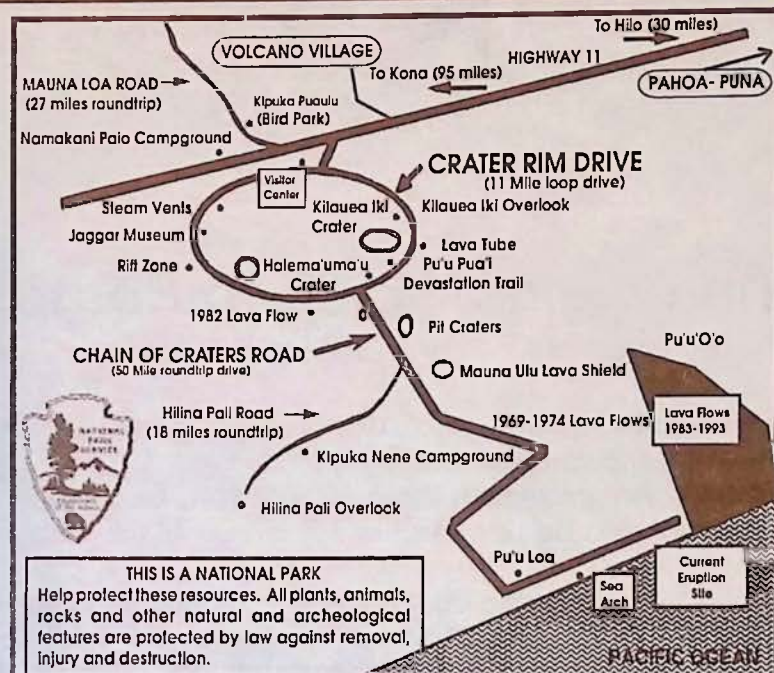 To Hilo (30 miles)
VOLCANO VILLAGE
HIGHWAY 11
To Kona (95 miles)
PAHOA- PUNA
MAUNA LOA ROAD
(27 miles roundtrip)
Kipuka Puaulu
(Bird Park)
Namakani Paio Campground
CRATER RIM DRIVE
(11 Mile loop drive)
Visitor
Center
Steam Vents
Kilauea Iki
Crater
Kilauea Iki Overlook
Jaggar Museum
Lava Tube
Rift Zone
Halema'uma'u
Crater
Pu'u Pua'i
Devastation Trail
1982 Lava Flow
Pit Craters
CHAIN OF CRATERS ROAD
(50 Mile roundtrip drive)
Mauna Ulu Lava Shield
Pu'u'O'o
Hilina Pali Road
(18 miles roundtrip)
1969-1974 Lava Flows
Lava Flows
1983-1993
NATIONAL
PARK
SERVICE
Kipuka Nene Campground
Hilina Pali Overlook
Pu'u Loa
Sea
Arch
Current
Eruption
Site
PACIFIC OCEAN
THIS IS A NATIONAL PARK
Help protect these resources. All plants, animals,
rocks and other natural and archeological
features are protected by law against removal,
injury and destruction.